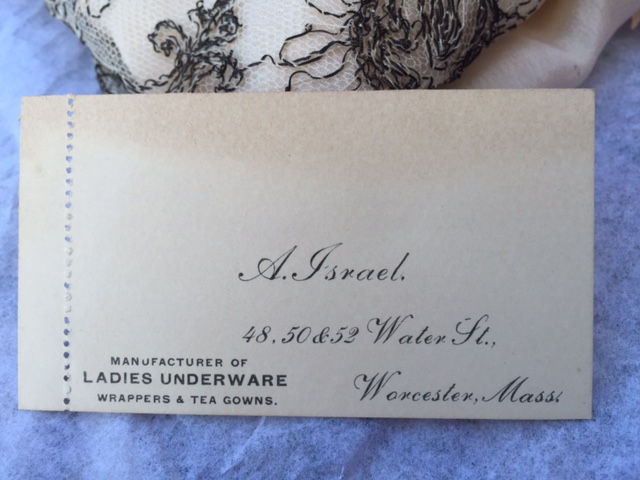 A. Israel.
48, 50 & 52 Water St.,
Worcester, Mass.
MANUFACTURER OF
LADIES UNDERWARE
WRAPPERS & TEA GOWNS.